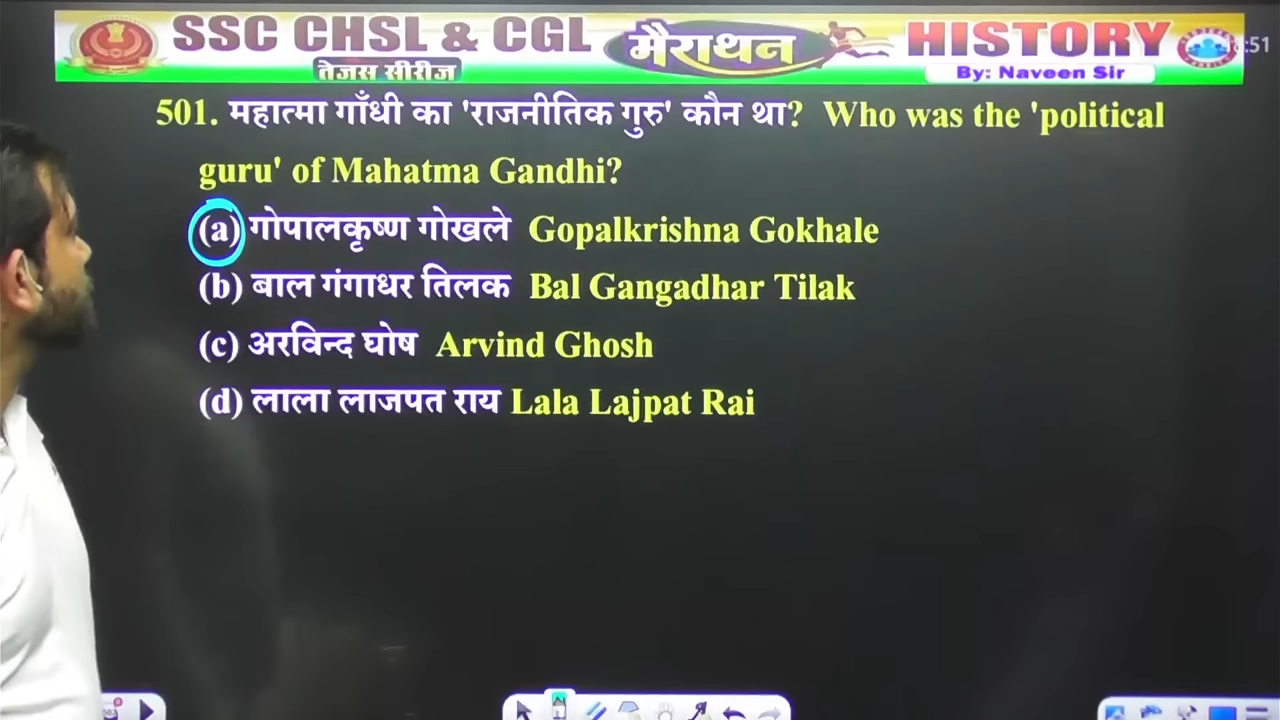 SSC CHSL & CGL मैराथन HISTORY
तेजस सीरीज By: Naveen Sir
501. महात्मा गाँधी का 'राजनीतिक गुरु' कौन था? Who was the 'political
guru' of Mahatma Gandhi?
(a) गोपालकृष्ण गोखले Gopalkrishna Gokhale
(b) बाल गंगाधर तिलक Bal Gangadhar Tilak
(c) अरविन्द घोष Arvind Ghosh
(d) लाला लाजपत राय Lala Lajpat Rai